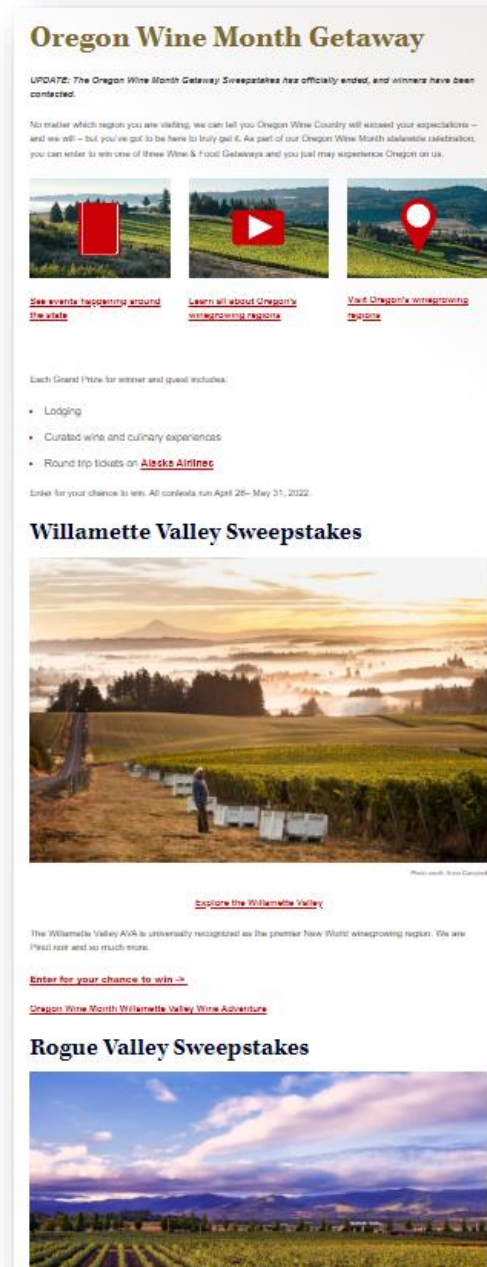 Oregon Wine Month Getaway
UPDATE: The Oregon Wine Month Getaway Sweepstakes has officially ended, and winners have been
contacted.
No matter which region you are visiting, we can tell you Oregon Wine Country will exceed your expectations –
and we will – but you've got to be here to truly get it. As part of our Oregon Wine Month statewide celebration,
you can enter to win one of three Wine & Food Getaways and you just may experience Oregon on us.
See events happening around
the state
Learn all about Oregon's
winegrowing regions
Visit Oregon's winegrowing
regions
Each Grand Prize for winner and guest includes:
• Lodging
• Curated wine and culinary experiences
• Round trip tickets on Alaska Airlines
Enter for your chance to win. All contests run April 28– May 31, 2022.
Willamette Valley Sweepstakes
Photo credit:
Explore the Willamette Valley
The Willamette Valley AVA is universally recognized as the premier New World winegrowing region. We are
Pinot noir and so much more.
Enter for your chance to win ->
Oregon Wine Month Willamette Valley Wine Adventure
Rogue Valley Sweepstakes